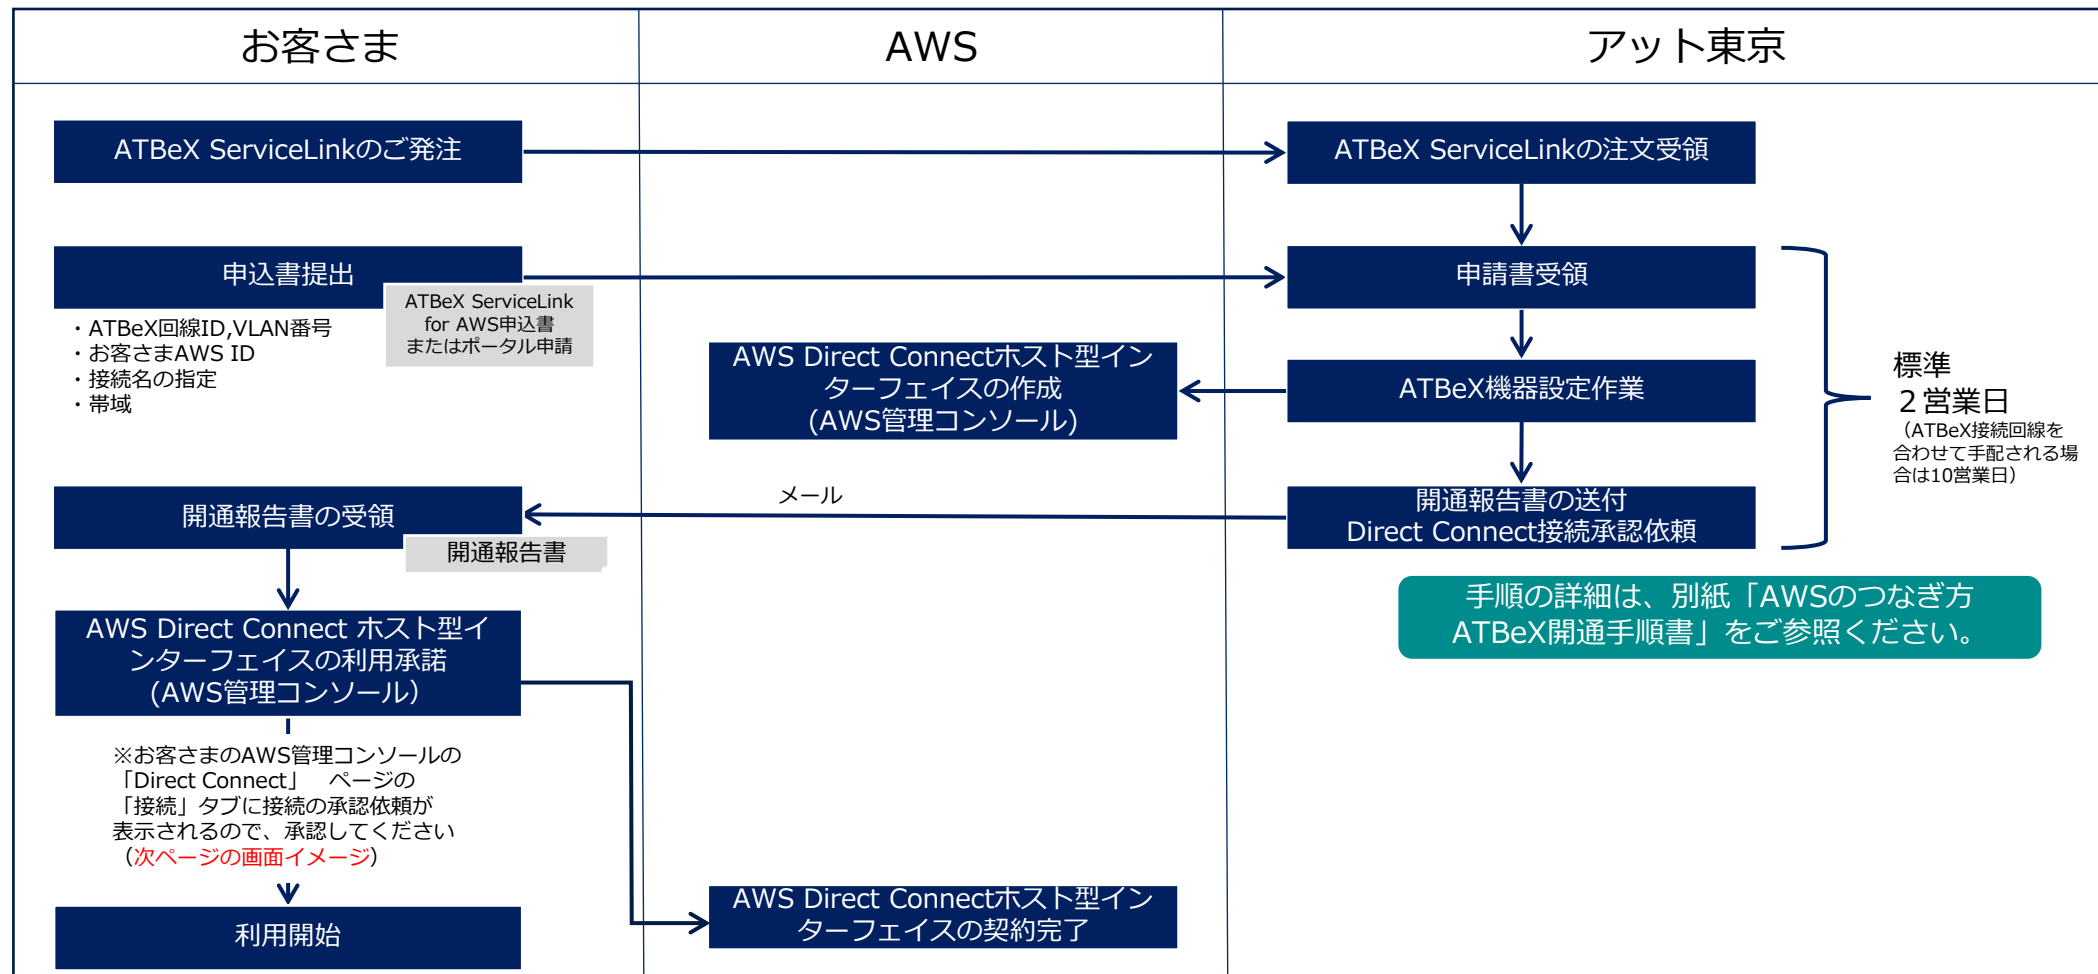 お客さま
AWS
アット東京
ATBeX ServiceLinkのご発注
ATBeX ServiceLinkの注文受領
申込書提出
ATBeX ServiceLink
for AWS申込書
またはポータル申請
申請書受領
・ATBeX回線ID,VLAN番号
・お客さまAWS ID
・接続名の指定
・帯域
AWS Direct Connectホスト型イン
ターフェイスの作成
(AWS管理コンソール)
ATBeX機器設定作業
標準
２営業日
（ATBeX接続回線を
合わせて手配される場
合は10営業日）
メール
開通報告書の受領
開通報告書
開通報告書の送付
Direct Connect接続承認依頼
手順の詳細は、別紙「AWSのつなぎ方
ATBeX開通手順書」をご参照ください。
AWS Direct Connect ホスト型イ
ンターフェイスの利用承諾
(AWS管理コンソール）
※お客さまのAWS管理コンソールの
「Direct Connect」　ページの
「接続」タブに接続の承認依頼が
表示されるので、承認してください
（次ページの画面イメージ）
利用開始
AWS Direct Connectホスト型イン
ターフェイスの契約完了